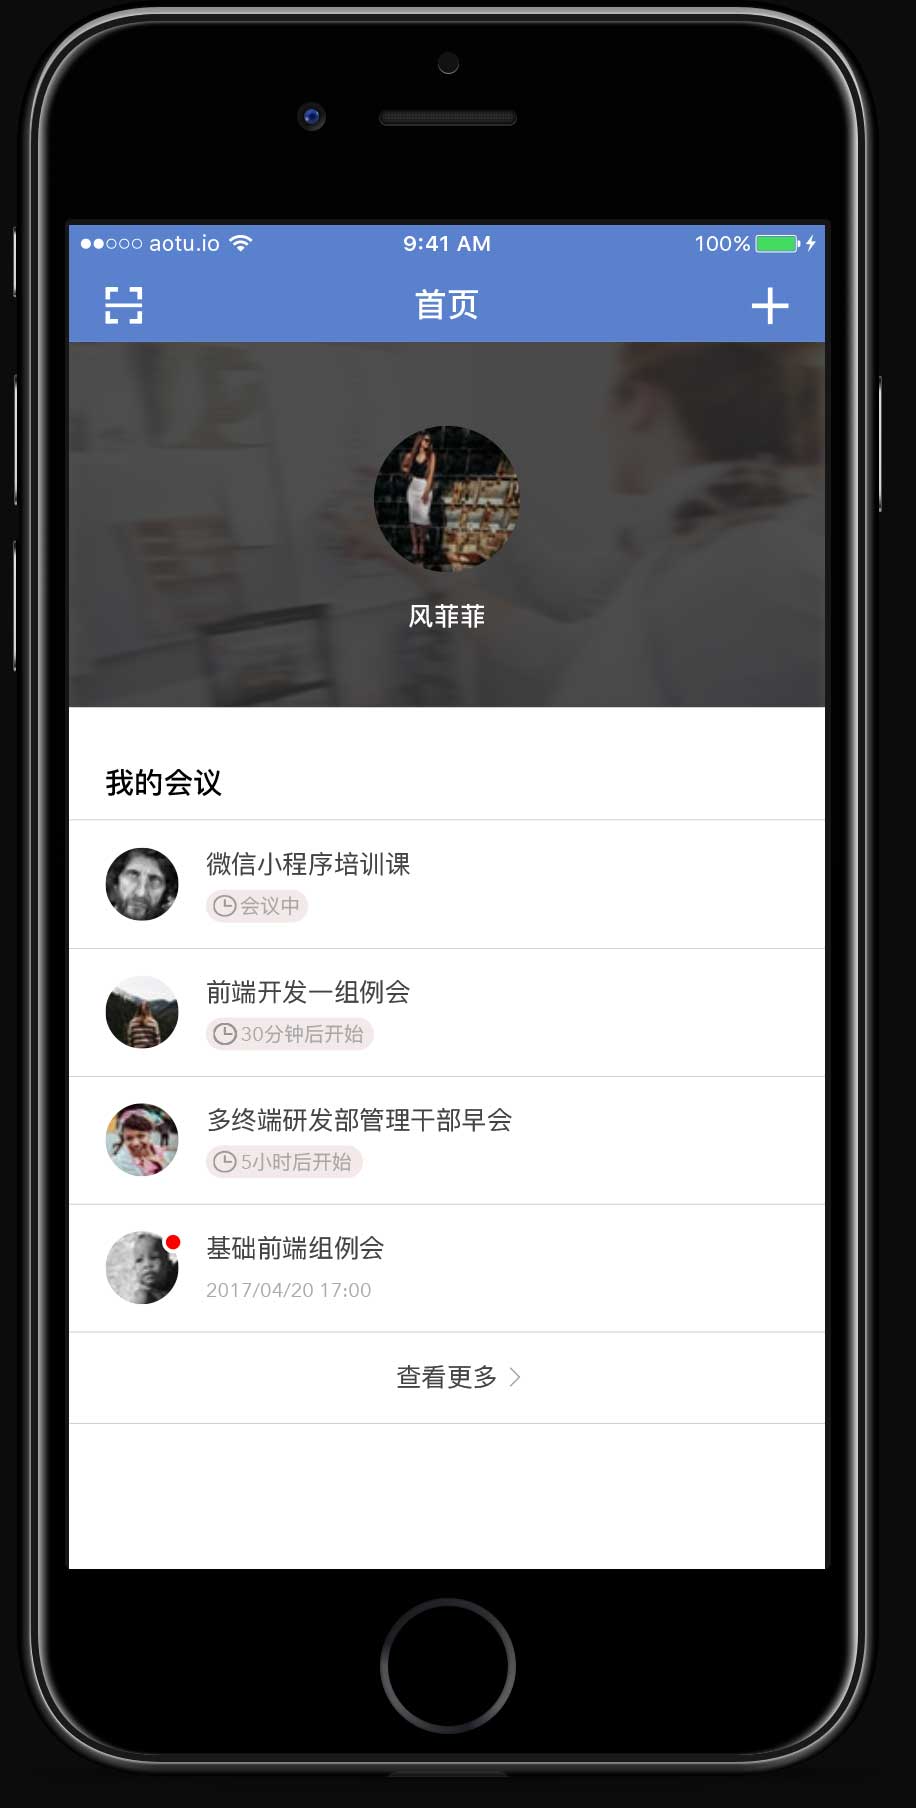 aotu.io 9:41 AM 100%
首页
风菲菲
我的会议
微信小程序培训课
会议中
前端开发一组例会
30分钟后开始
多终端研发部管理干部早会
5小时后开始
基础前端组例会
2017/04/20 17:00
查看更多